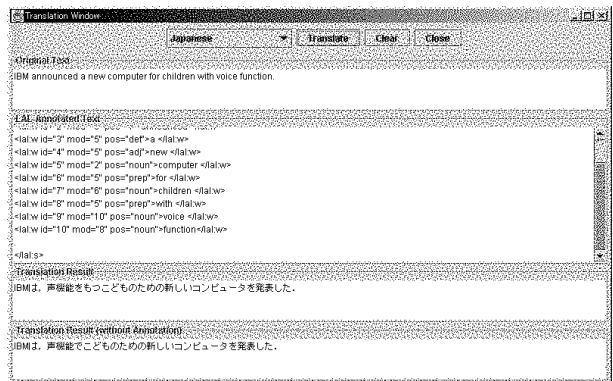 Translation Window
Japanese Translate Clear Close
Original Text
IBM announced a new computer for children with voice function.
LAL Annotated Text
<lal:w id="3" mod="5" pos="det">a </lal:w>
<lal:w id="4" mod="5" pos="adj">new </lal:w>
<lal:w id="5" mod="2" pos="noun">computer </lal:w>
<lal:w id="6" mod="5" pos="prep">for </lal:w>
<lal:w id="7" mod="6" pos="noun">children </lal:w>
<lal:w id="8" mod="5" pos="prep">with </lal:w>
<lal:w id="9" mod="10" pos="noun">voice </lal:w>
<lal:w id="10" mod="8" pos="noun">function</lal:w>
.
</lal:s>
Translation Result
IBMは，声機能をもつこどものための新しいコンピュータを発表した．
Translation Result (without Annotation)
IBMは，声機能でこどものための新しいコンピュータを発表した．